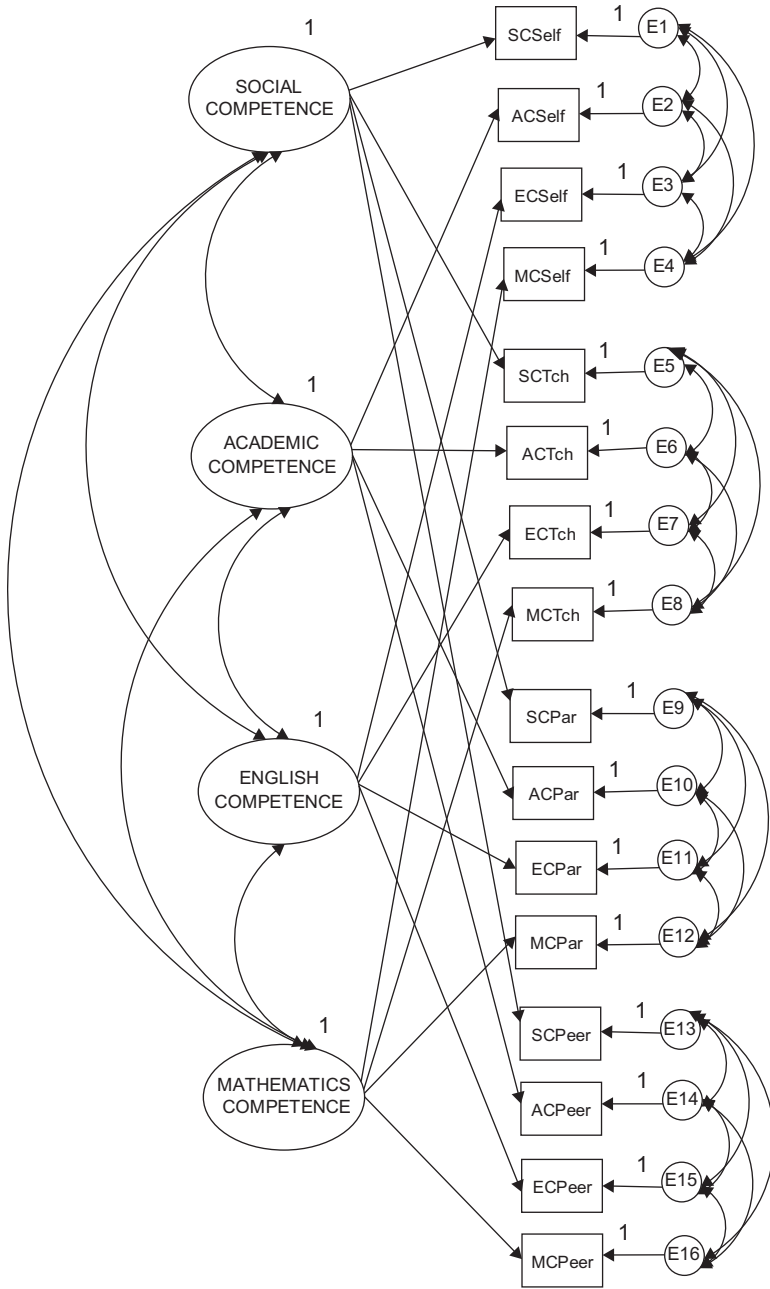 1
SOCIAL
COMPETENCE
1
ACADEMIC
COMPETENCE
1
ENGLISH
COMPETENCE
1
MATHEMATICS
COMPETENCE
SCSelf 1 E1
ACSelf 1 E2
ECSelf 1 E3
MCSelf 1 E4
SCTch 1 E5
ACTch 1 E6
ECTch 1 E7
MCTch 1 E8
SCPar 1 E9
ACPar 1 E10
ECPar 1 E11
MCPar 1 E12
SCPeer 1 E13
ACPeer 1 E14
ECPeer 1 E15
MCPeer 1 E16